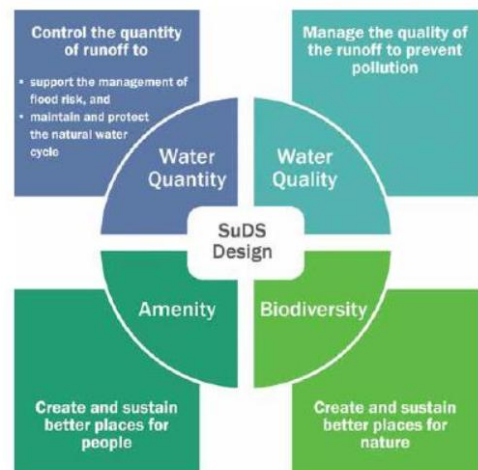 Control the quantity
of runoff to
• support the management of
flood risk, and
• maintain and protect
the natural water
cycle
Manage the quality of
the runoff to prevent
pollution
Water
Quantity
Water
Quality
SuDS
Design
Amenity
Biodiversity
Create and sustain
better places for
people
Create and sustain
better places for
nature